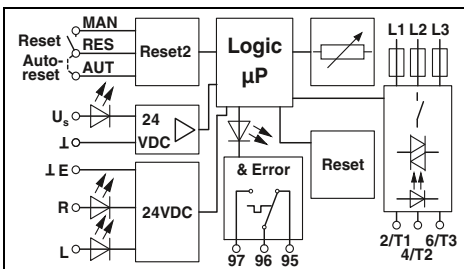 MAN
Reset
RES
Auto-
reset
AUT
Reset2
Logic
µP
L1 L2 L3
Us
24
VDC
⊥
⊥ E
R
L
24VDC
& Error
Reset
97 96 95
2/T1 6/T3
4/T2